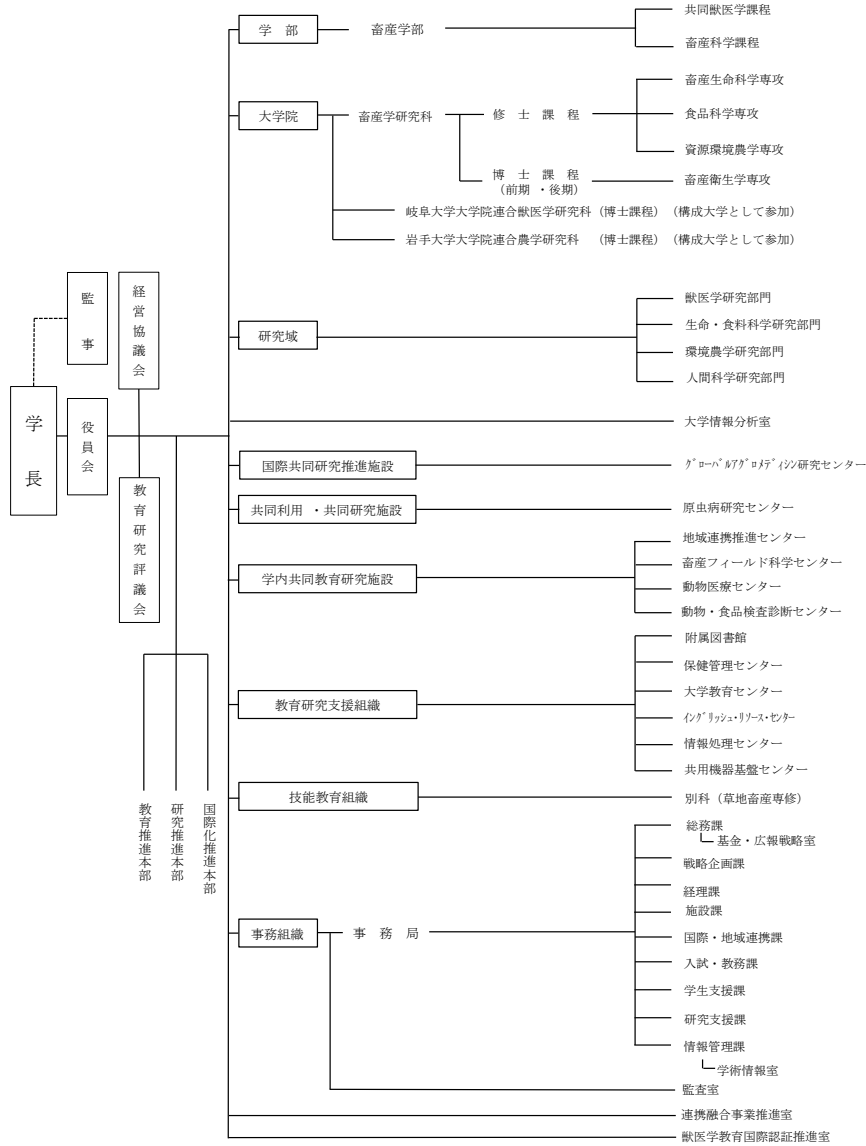 学部
畜産学部
共同獣医学課程
畜産科学課程
大学院
畜産学研究科
修士課程
畜産生命科学専攻
食品科学専攻
資源環境農学専攻
博士課程
(前期・後期)
畜産衛生学専攻
岐阜大学大学院連合獣医学研究科(博士課程)(構成大学として参加)
岩手大学大学院連合農学研究科 (博士課程)(構成大学として参加)
監事
経営協議会
学長
役員会
教育研究評議会
研究域
獣医学研究部門
生命・食料科学研究部門
環境農学研究部門
人間科学研究部門
大学情報分析室
国際共同研究推進施設
グローバルアグロメディシン研究センター
共同利用・共同研究施設
原虫病研究センター
学内共同教育研究施設
地域連携推進センター
畜産フィールド科学センター
動物医療センター
動物・食品検査診断センター
教育研究支援組織
附属図書館
保健管理センター
大学教育センター
イングリッシュ・リソース・センター
情報処理センター
共用機器基盤センター
教育推進本部
研究推進本部
国際化推進本部
技能教育組織
別科(草地畜産専修)
事務組織
事務局
総務課
基金・広報戦略室
戦略企画課
経理課
施設課
国際・地域連携課
入試・教務課
学生支援課
研究支援課
情報管理課
学術情報室
監査室
連携融合事業推進室
獣医学教育国際認証推進室